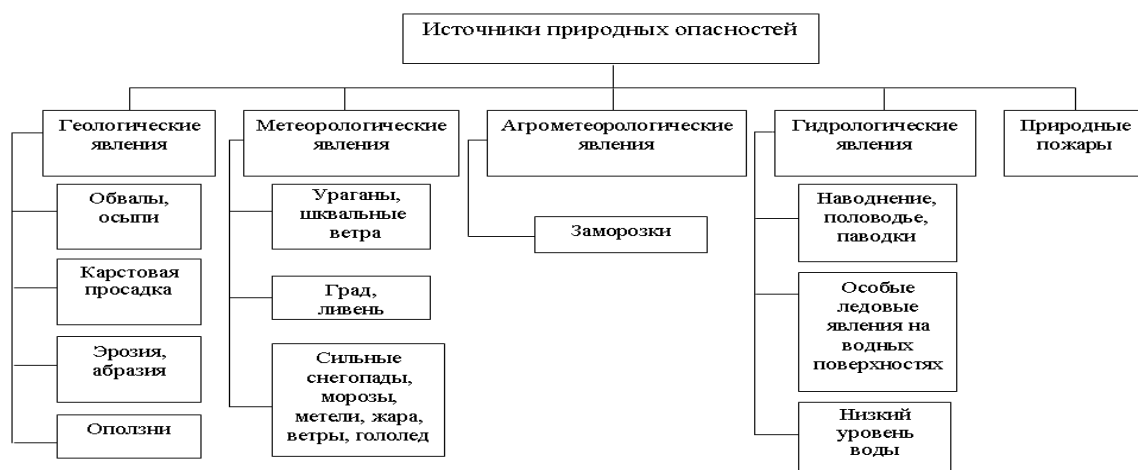 Источники природных опасностей
Геологические
явления
Метеорологические
явления
Агрометеорологические
явления
Гидрологические
явления
Природные
пожары
Обвалы,
осыпи
Карстовая
просадка
Эрозия,
абразия
Оползни
Ураганы,
шквальные
ветра
Град,
ливень
Сильные
снегопады,
морозы,
метели, жара,
ветры, гололед
Заморозки
Наводнение,
половодье,
паводки
Особые
ледовые
явления на
водных
поверхностях
Низкий
уровень
воды